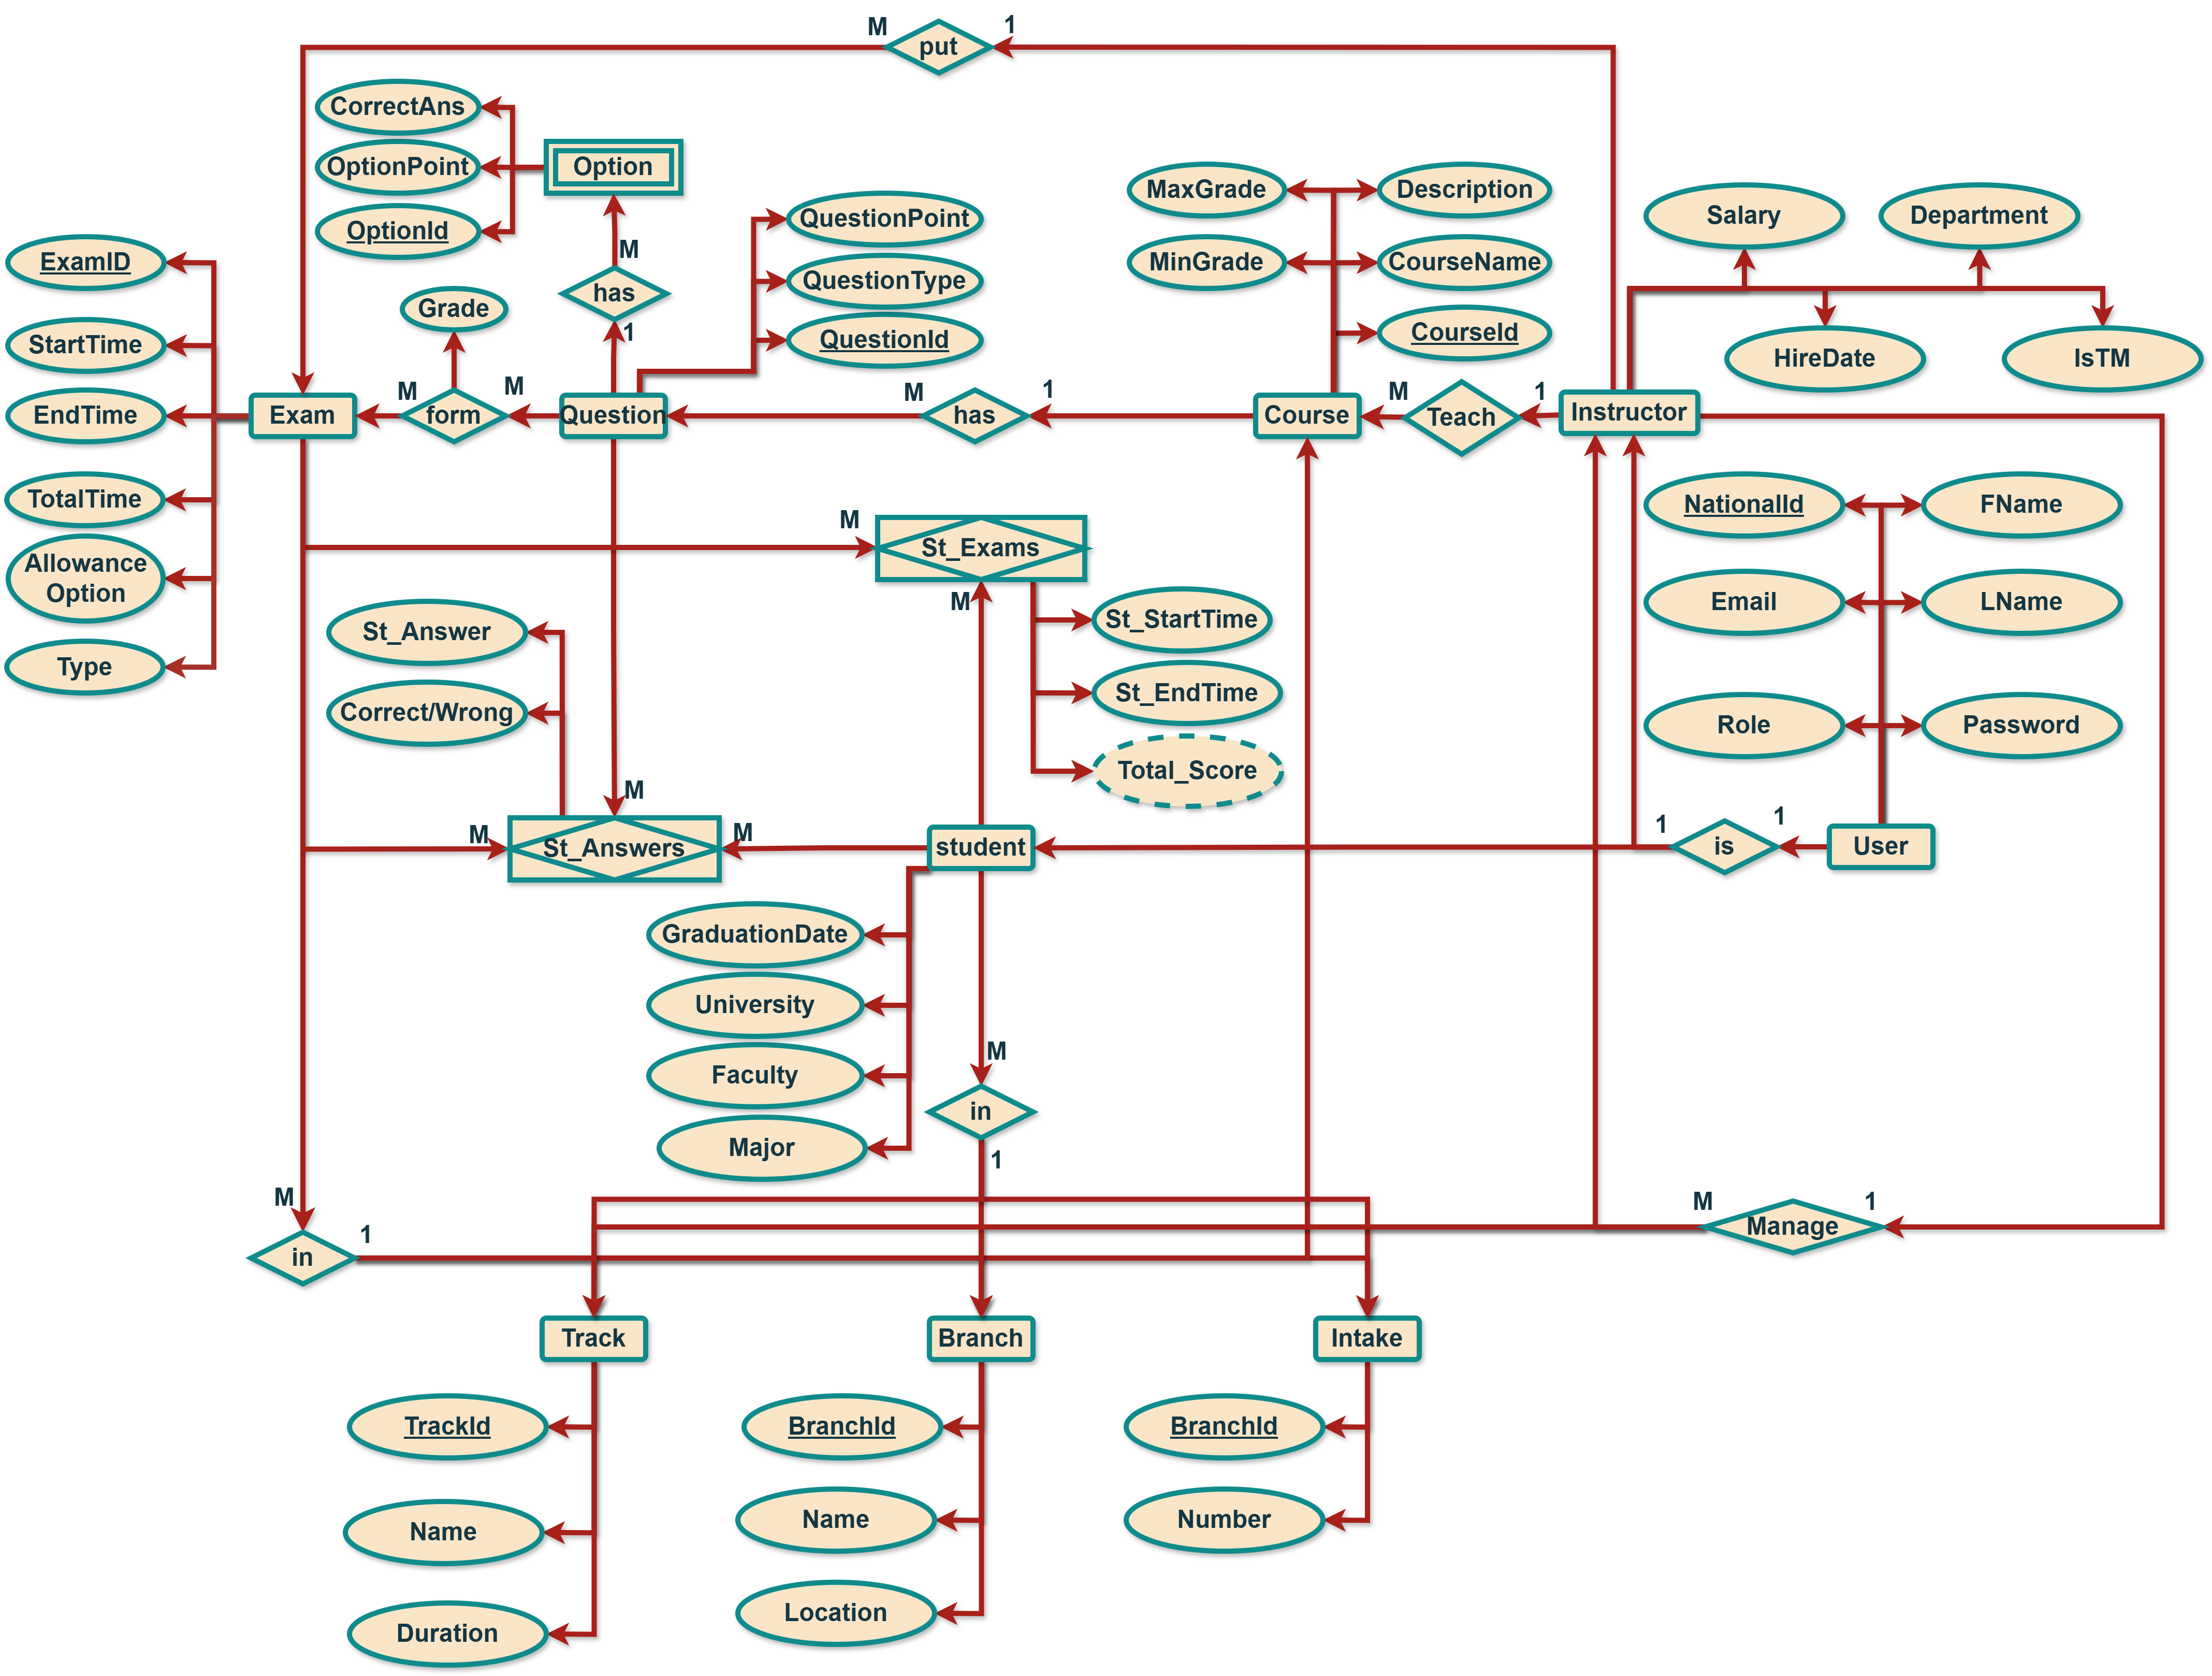 M
put
1
CorrectAns
OptionPoint
OptionId
Option
M
has
1
QuestionPoint
QuestionType
QuestionId
MaxGrade
MinGrade
Description
CourseName
CourseId
Salary
Department
HireDate
IsTM
ExamID
StartTime
EndTime
TotalTime
Allowance
Option
Type
Grade
Exam
M
form
M
Question
M
has
1
Course
M
Teach
1
Instructor
NationalId
FName
Email
LName
Role
Password
M
St_Exams
M
St_StartTime
St_EndTime
Total_Score
St_Answer
Correct/Wrong
M
M
St_Answers
M
student
1
is
1
User
GraduationDate
University
Faculty
Major
M
in
1
M
in
1
M
Manage
1
Track
Branch
Intake
TrackId
Name
Duration
BranchId
Name
Location
BranchId
Number